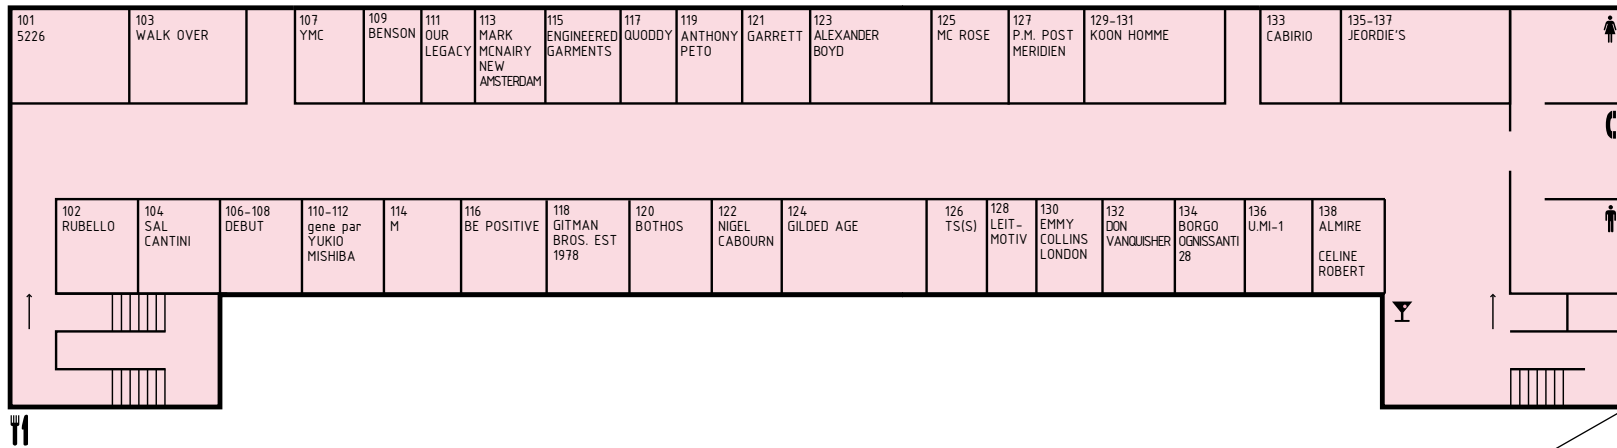 101
5226
103
WALK OVER
107
YMC
109
BENSON
111
OUR
LEGACY
113
MARK
MCNAIRY
NEW
AMSTERDAM
115
ENGINEERED
GARMENTS
117
QUODDY
119
ANTHONY
PETO
121
GARRETT
123
ALEXANDER
BOYD
125
MC ROSE
127
P.M. POST
MERIDIEN
129-131
KOON HOMME
133
CABIRIO
135-137
JEORDIE'S
102
RUBELLO
104
SAL
CANTINI
106-108
DEBUT
110-112
gene par
YUKIO
MISHIBA
114
M
116
BE POSITIVE
118
GITMAN
BROS. EST
1978
120
BOTHOS
122
NIGEL
CABOURN
124
GILDED AGE
126
TS(S)
128
LEIT-
MOTIV
130
EMMY
COLLINS
LONDON
132
DON
VANQUISHER
134
BORGO
OGNISSANTI
28
136
U.MI-1
138
ALMIRE
CELINE
ROBERT